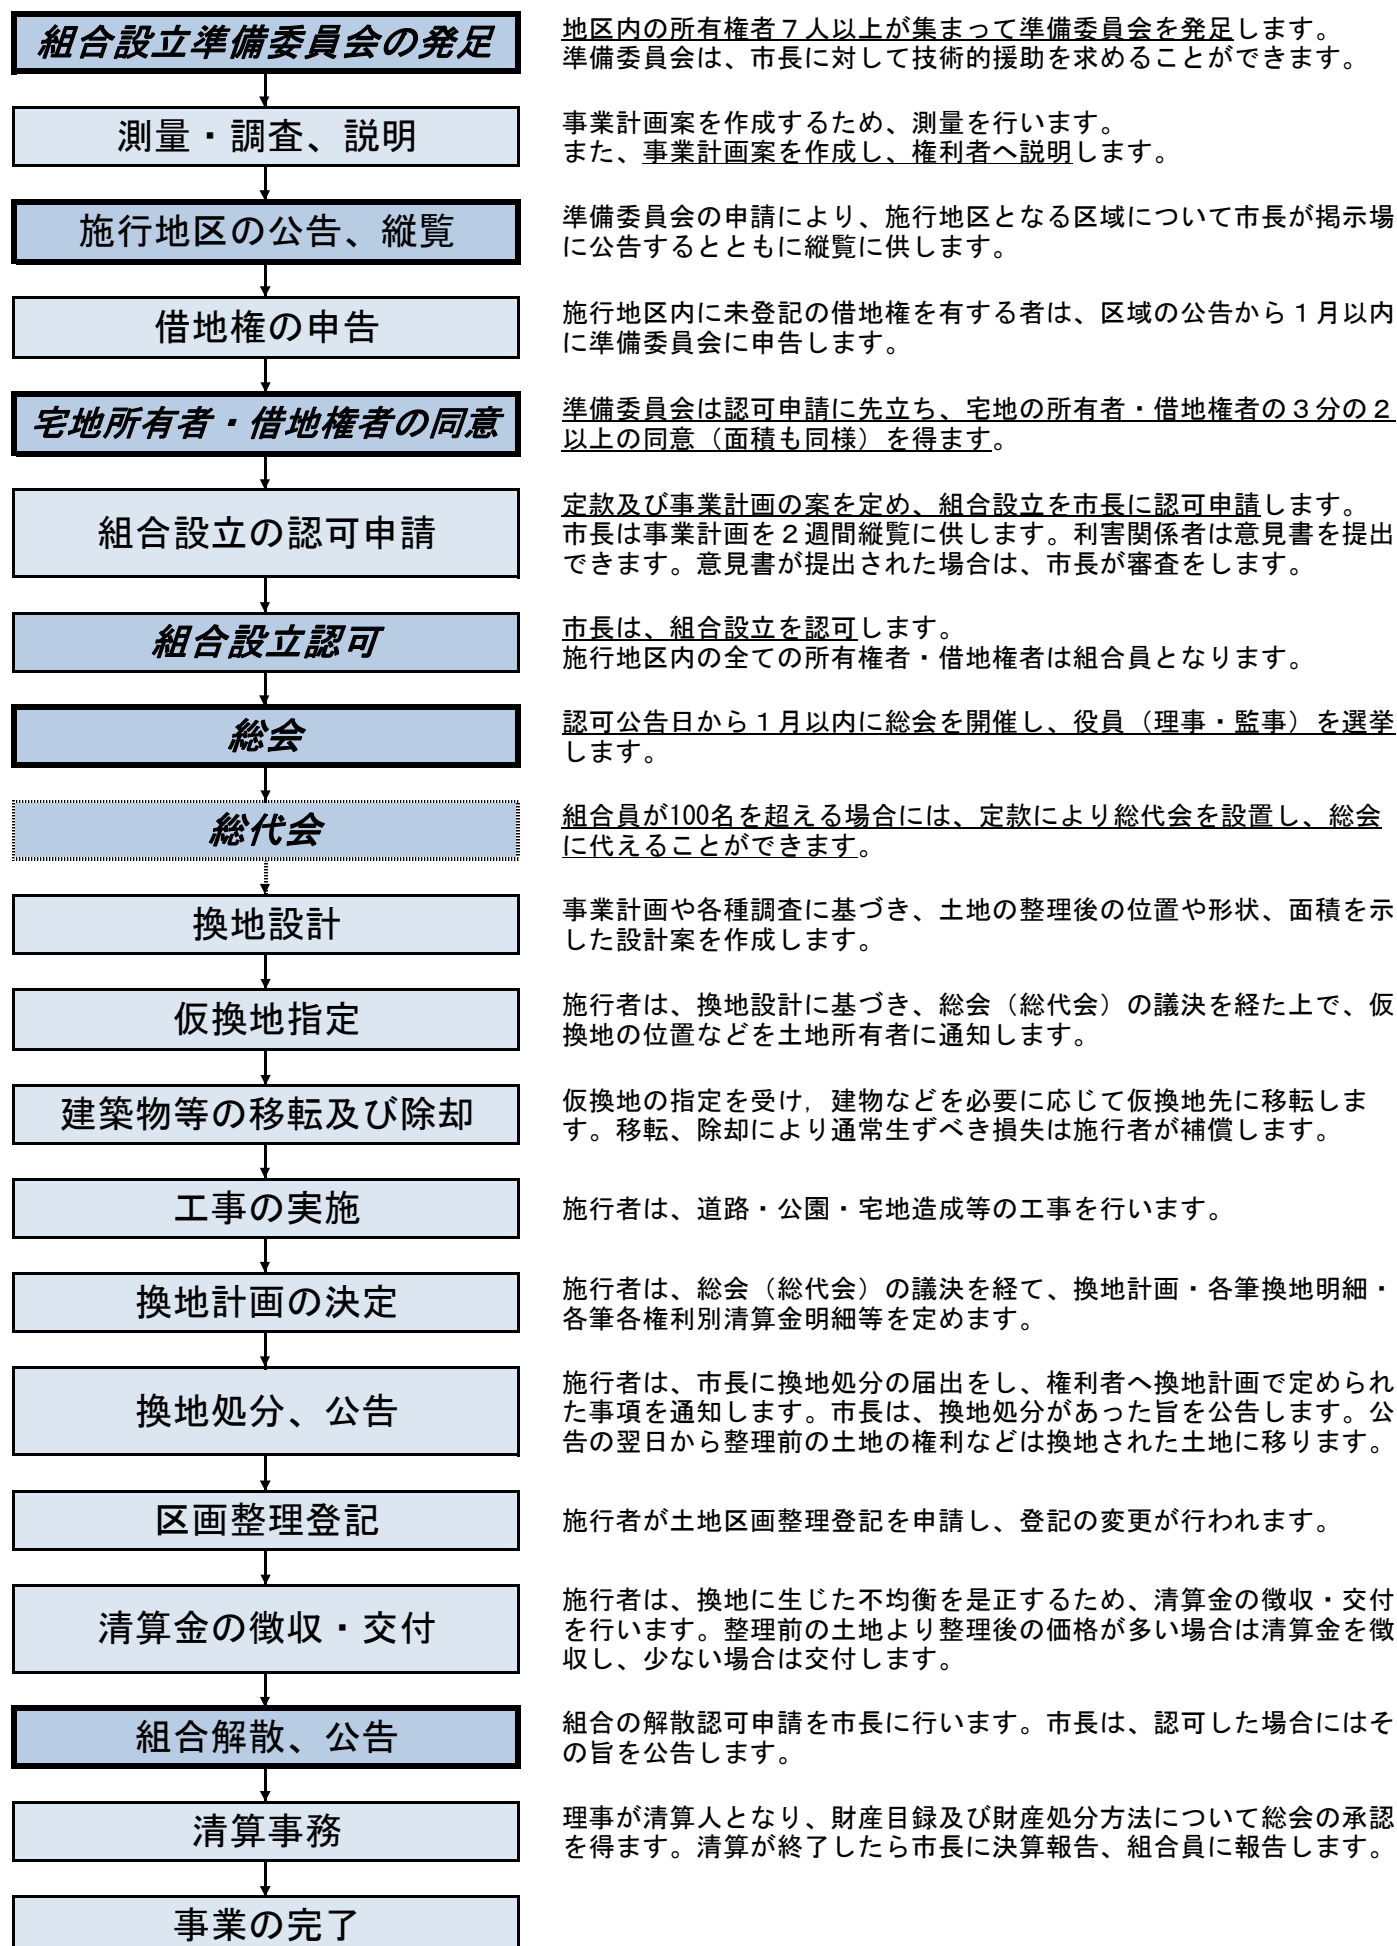 組合設立準備委員会の発足
地区内の所有権者７人以上が集まって準備委員会を発足します。
準備委員会は、市長に対して技術的援助を求めることができます。
測量・調査、説明
事業計画案を作成するため、測量を行います。
また、事業計画案を作成し、権利者へ説明します。
施行地区の公告、縦覧
準備委員会の申請により、施行地区となる区域について市長が掲示場
に公告するとともに縦覧に供します。
借地権の申告
施行地区内に未登記の借地権を有する者は、区域の公告から１月以内
に準備委員会に申告します。
宅地所有者・借地権者の同意
準備委員会は認可申請に先立ち、宅地の所有者・借地権者の３分の２
以上の同意（面積も同様）を得ます。
組合設立の認可申請
定款及び事業計画の案を定め、組合設立を市長に認可申請します。
市長は事業計画を２週間縦覧に供します。利害関係者は意見書を提出
できます。意見書が提出された場合は、市長が審査をします。
組合設立認可
市長は、組合設立を認可します。
施行地区内の全ての所有権者・借地権者は組合員となります。
総会
認可公告日から１月以内に総会を開催し、役員（理事・監事）を選挙
します。
総代会
組合員が100名を超える場合には、定款により総代会を設置し、総会
に代えることができます。
換地設計
事業計画や各種調査に基づき、土地の整理後の位置や形状、面積を示
した設計案を作成します。
仮換地指定
施行者は、換地設計に基づき、総会（総代会）の議決を経た上で、仮
換地の位置などを土地所有者に通知します。
建築物等の移転及び除却
仮換地の指定を受け，建物などを必要に応じて仮換地先に移転しま
す。移転、除却により通常生ずべき損失は施行者が補償します。
工事の実施
施行者は、道路・公園・宅地造成等の工事を行います。
換地計画の決定
施行者は、総会（総代会）の議決を経て、換地計画・各筆換地明細・
各筆各権利別清算金明細等を定めます。
換地処分、公告
施行者は、市長に換地処分の届出をし、権利者へ換地計画で定められ
た事項を通知します。市長は、換地処分があった旨を公告します。公
告の翌日から整理前の土地の権利などは換地された土地に移ります。
区画整理登記
施行者が土地区画整理登記を申請し、登記の変更が行われます。
清算金の徴収・交付
施行者は、換地に生じた不均衡を是正するため、清算金の徴収・交付
を行います。整理前の土地より整理後の価格が多い場合は清算金を徴
収し、少ない場合は交付します。
組合解散、公告
組合の解散認可申請を市長に行います。市長は、認可した場合にはそ
の旨を公告します。
清算事務
理事が清算人となり、財産目録及び財産処分方法について総会の承認
を得ます。清算が終了したら市長に決算報告、組合員に報告します。
事業の完了